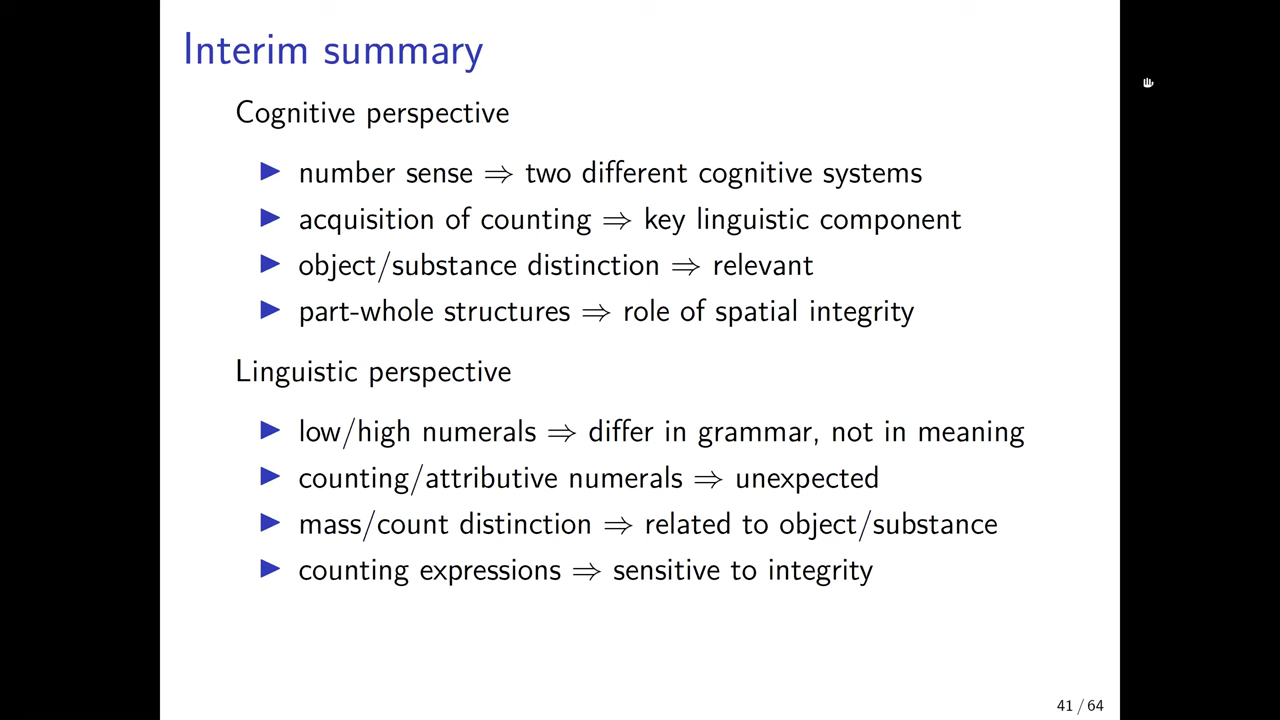 Interim summary
Cognitive perspective
▶ number sense ⇒ two different cognitive systems
▶ acquisition of counting ⇒ key linguistic component
▶ object/substance distinction ⇒ relevant
▶ part-whole structures ⇒ role of spatial integrity
Linguistic perspective
▶ low/high numerals ⇒ differ in grammar, not in meaning
▶ counting/attributive numerals ⇒ unexpected
▶ mass/count distinction ⇒ related to object/substance
▶ counting expressions ⇒ sensitive to integrity
41 / 64